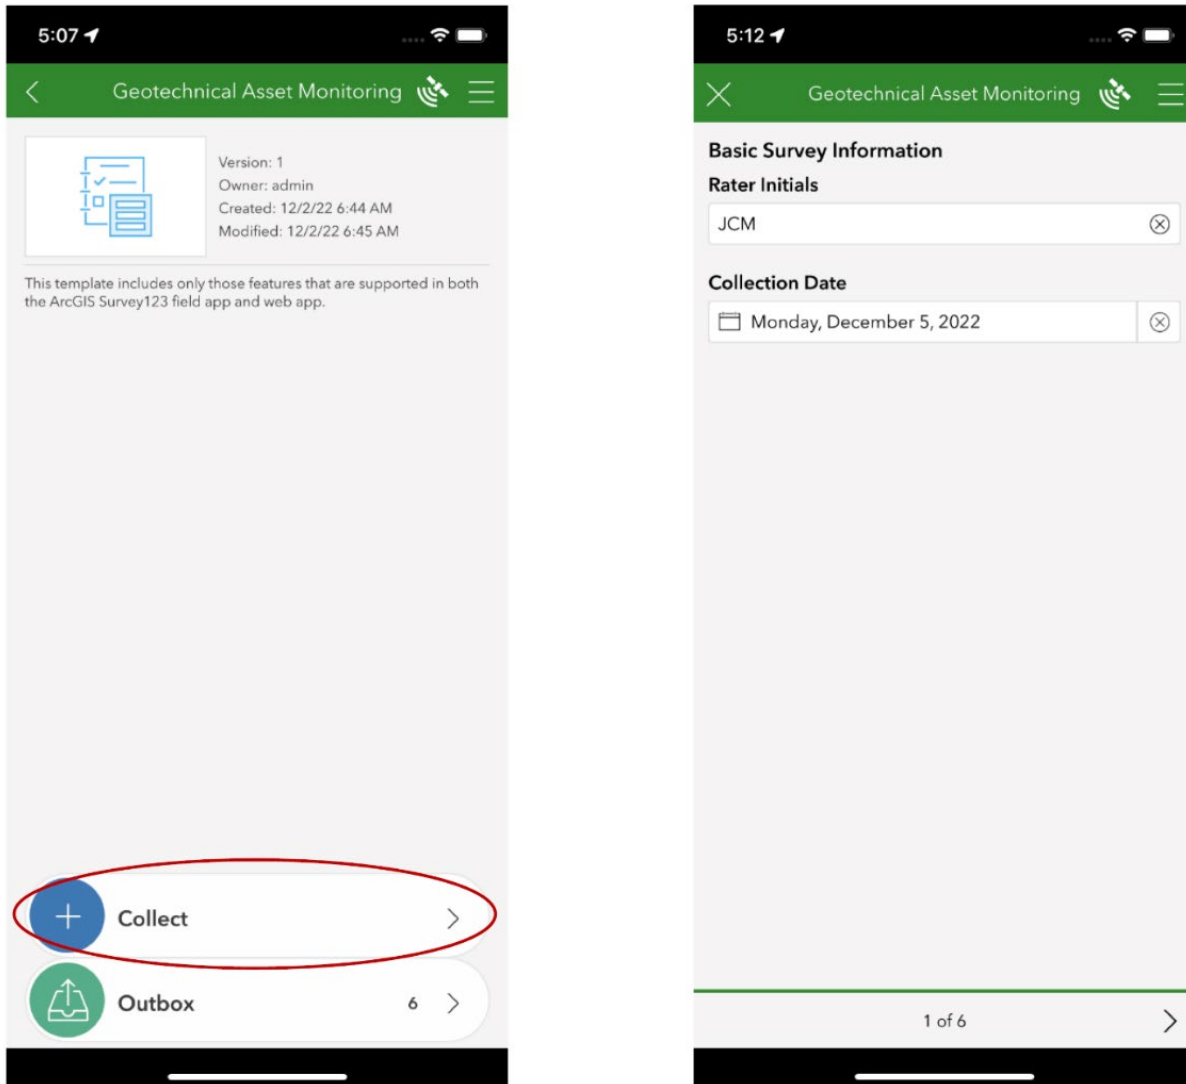 5:07
Geotechnical Asset Monitoring
Version: 1
Owner: admin
Created: 12/2/22 6:44 AM
Modified: 12/2/22 6:45 AM
This template includes only those features that are supported in both
the ArcGIS Survey123 field app and web app.
Collect
Outbox 6
5:12
Geotechnical Asset Monitoring
Basic Survey Information
Rater Initials
JCM
Collection Date
Monday, December 5, 2022
1 of 6